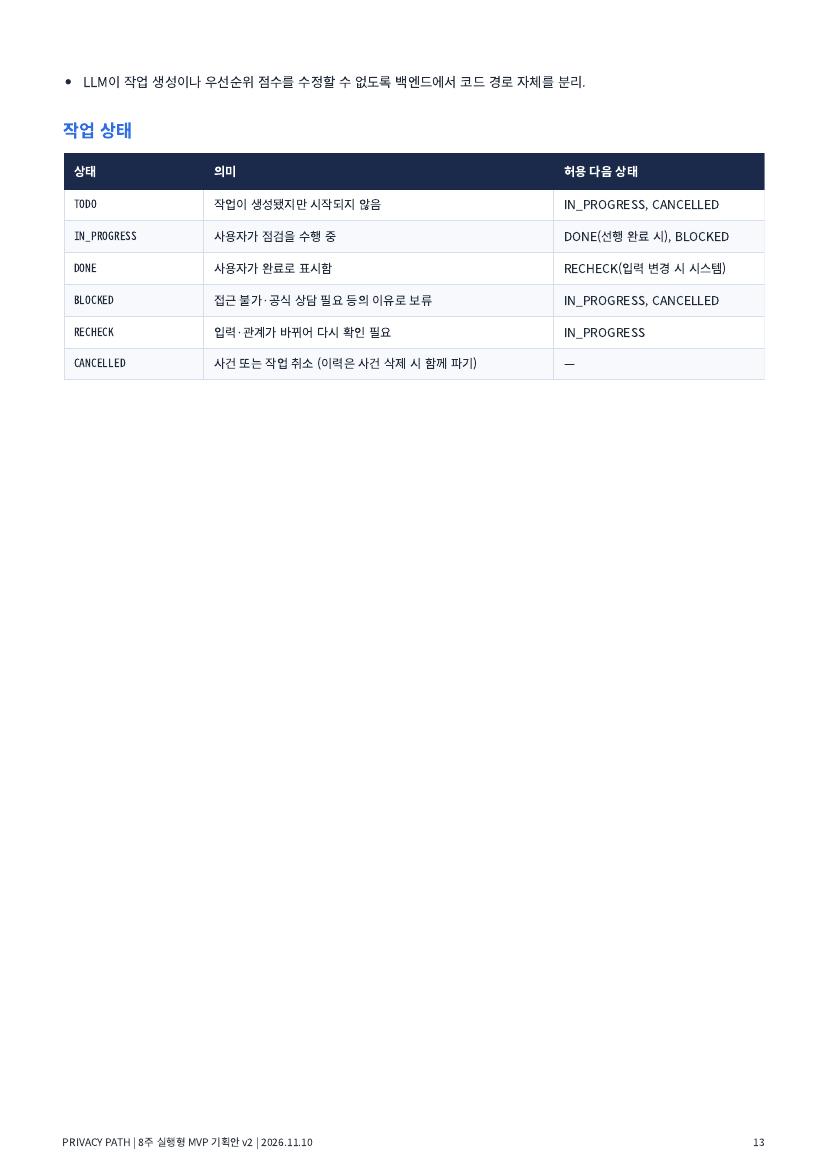 • LLM이 작업 생성이나 우선순위 점수를 수정할 수 없도록 백엔드에서 코드 경로 자체를 분리.
작업 상태
상태 의미 허용 다음 상태
TODO 작업이 생성됐지만 시작되지 않음 IN_PROGRESS, CANCELLED
IN_PROGRESS 사용자가 점검을 수행 중 DONE(선행 완료 시), BLOCKED
DONE 사용자가 완료로 표시함 RECHECK(입력 변경 시 시스템)
BLOCKED 접근 불가·공식 상담 필요 등의 이유로 보류 IN_PROGRESS, CANCELLED
RECHECK 입력·관계가 바뀌어 다시 확인 필요 IN_PROGRESS
CANCELLED 사건 또는 작업 취소 (이력은 사건 삭제 시 함께 파기) —
PRIVACY PATH | 8주 실행형 MVP 기획안 v2 | 2026.11.10 13